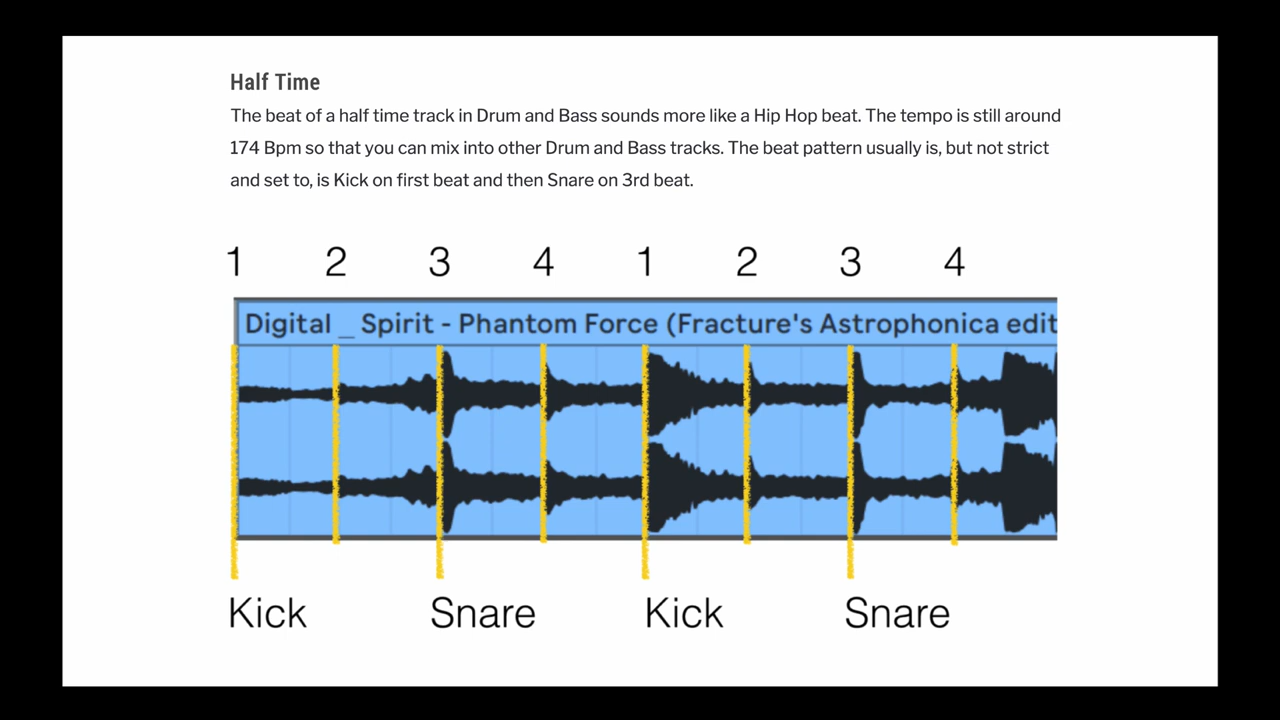 Half Time
The beat of a half time track in Drum and Bass sounds more like a Hip Hop beat. The tempo is still around
174 Bpm so that you can mix into other Drum and Bass tracks. The beat pattern usually is, but not strict
and set to, is Kick on first beat and then Snare on 3rd beat.
1 2 3 4 1 2 3 4
Digital _ Spirit - Phantom Force (Fracture's Astrophonica edit
Kick Snare Kick Snare